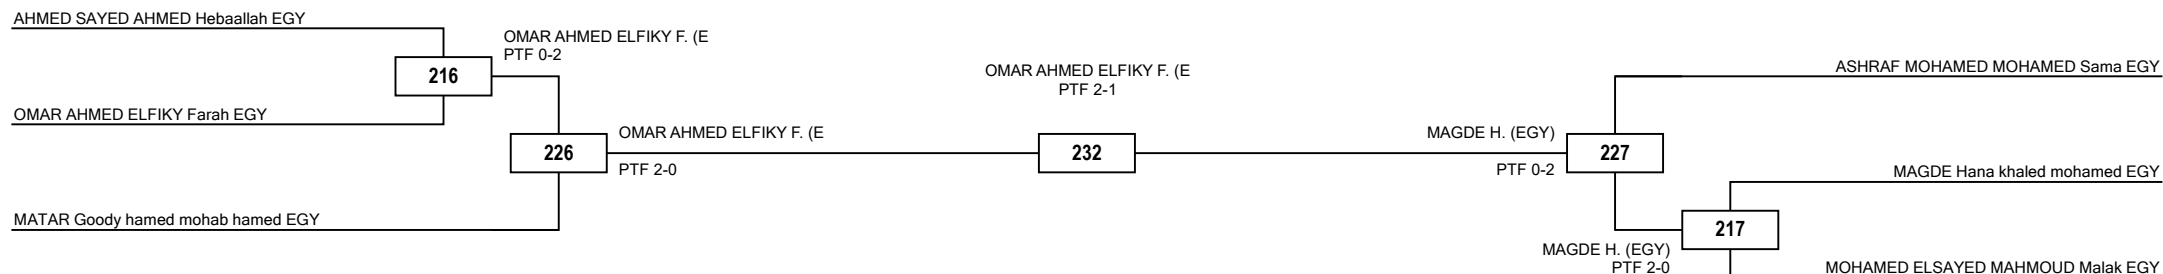 AHMED SAYED AHMED Hebaallah EGY
OMAR AHMED ELFIKY F. (E
PTF 0-2
216
OMAR AHMED ELFIKY Farah EGY
OMAR AHMED ELFIKY F. (E
226
PTF 2-0
MATAR Goody hamed mohab hamed EGY
OMAR AHMED ELFIKY F. (E
PTF 2-1
232
ASHRAF MOHAMED MOHAMED Sama EGY
MAGDE H. (EGY)
227
PTF 0-2
MAGDE Hana khaled mohamed EGY
217
MAGDE H. (EGY)
PTF 2-0
MOHAMED ELSAYED MAHMOUD Malak EGY